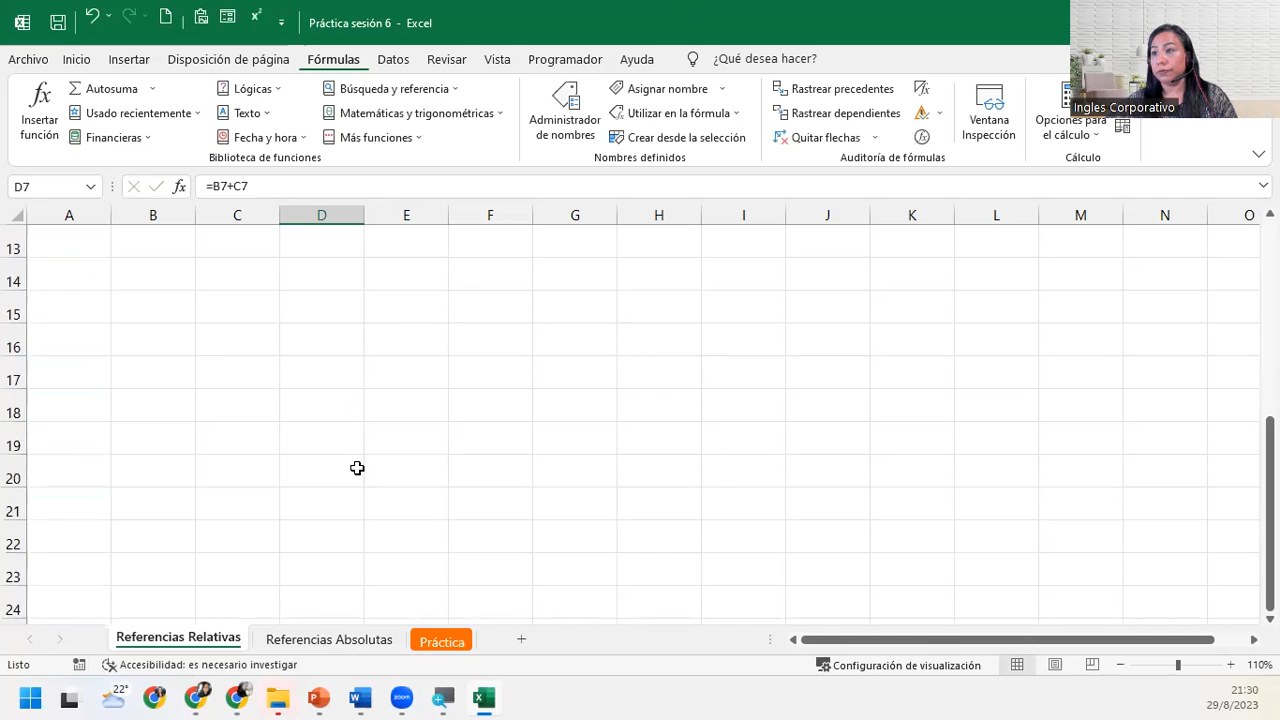 Práctica sesión 6 - Excel
Archivo Inicio Insertar Disposición de página Fórmulas Datos Revisar Vista Programador Ayuda ¿Qué desea hacer?
Ingles Corporativo
Insertar función
Autosuma
Usado recientemente
Financieras
Lógicas
Texto
Fecha y hora
Búsqueda y referencia
Matemáticas y trigonométricas
Biblioteca de funciones
Administrador de nombres
Asignar nombre
Utilizar en la fórmula
Crear desde la selección
Nombres definidos
Rastrear precedentes
Rastrear dependientes
Quitar flechas
Auditoría de fórmulas
Ventana Inspección
Opciones para el cálculo
Cálculo
D7 fx =B7+C7
A B C D E F G H I J K L M N O
13
14
15
16
17
18
19
20
21
22
23
24
Referencias Relativas Referencias Absolutas Práctica
Listo Accesibilidad: es necesario investigar Configuración de visualización 110%
22°
zoom
21:30
29/8/2023